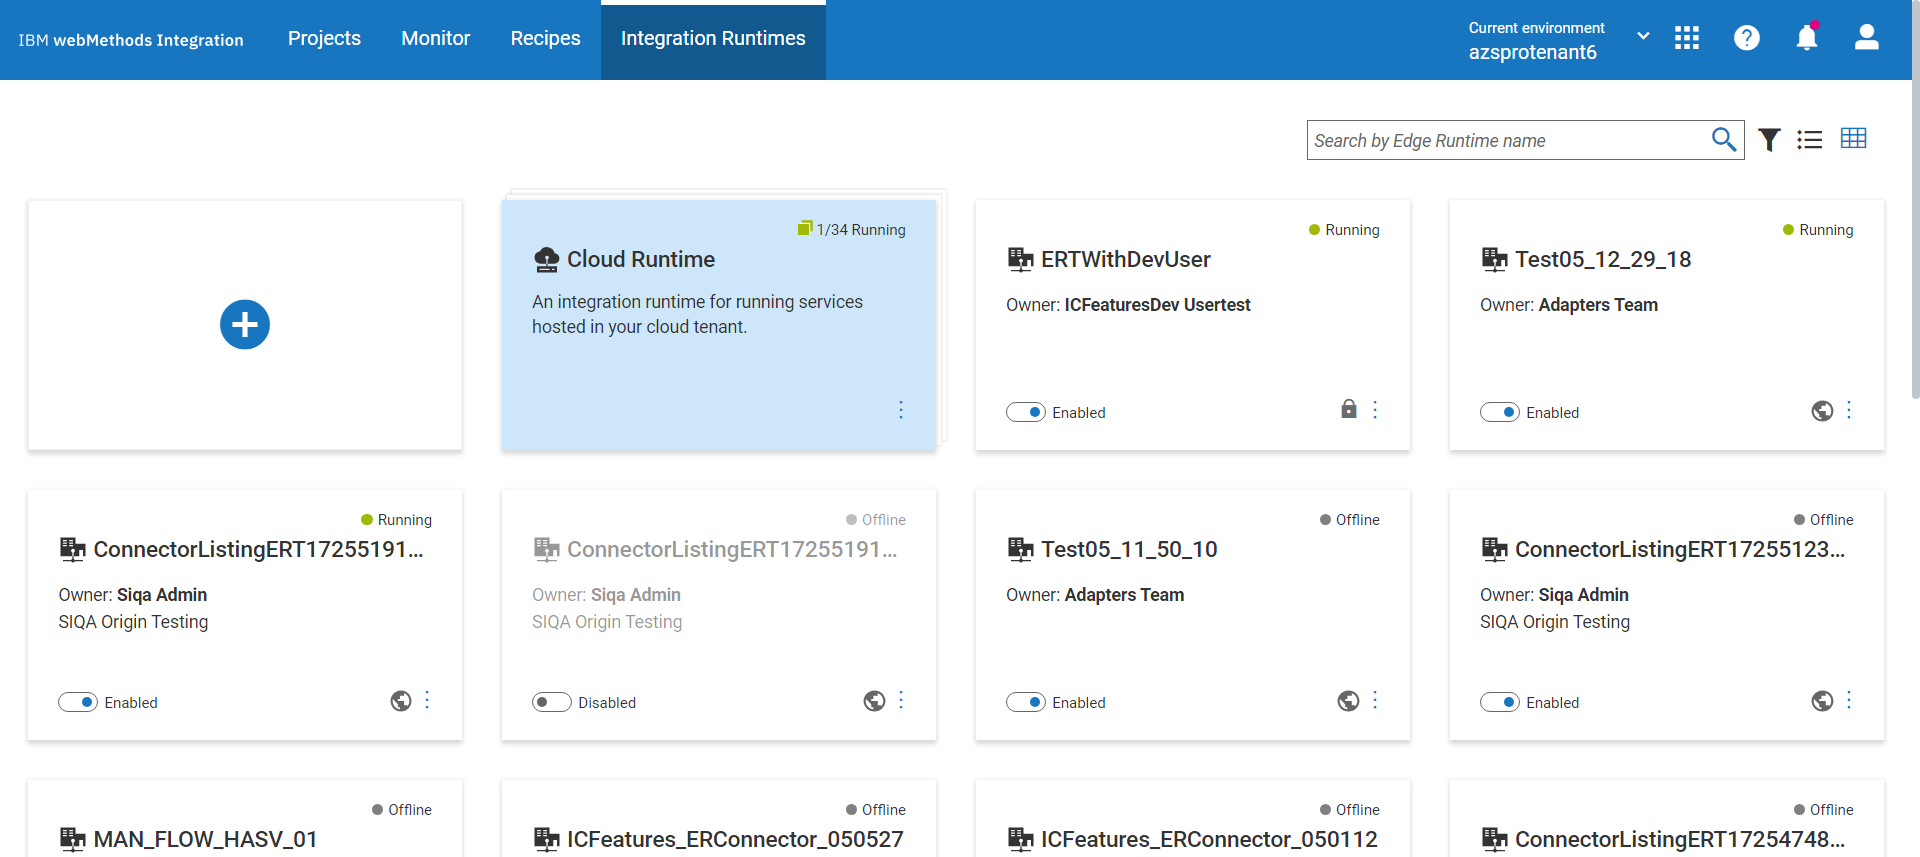 IBM webMethods Integration
Projects
Monitor
Recipes
Integration Runtimes
Current environment
azsprotenant6
Search by Edge Runtime name
1/34 Running
Cloud Runtime
An integration runtime for running services
hosted in your cloud tenant.
Running
ERTWithDevUser
Owner: ICFeaturesDev Usertest
Enabled
Running
Test05_12_29_18
Owner: Adapters Team
Enabled
Running
ConnectorListingERT17255191...
Owner: Siqa Admin
SIQA Origin Testing
Enabled
Offline
ConnectorListingERT17255191...
Owner: Siqa Admin
SIQA Origin Testing
Disabled
Offline
Test05_11_50_10
Owner: Adapters Team
Enabled
Offline
ConnectorListingERT17255123...
Owner: Siqa Admin
SIQA Origin Testing
Enabled
Offline
MAN_FLOW_HASV_01
Offline
ICFeatures_ERConnector_050527
Offline
ICFeatures_ERConnector_050112
Offline
ConnectorListingERT17254748...